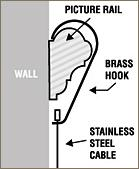 PICTURE RAIL
WALL
BRASS
HOOK
STAINLESS
STEEL
CABLE